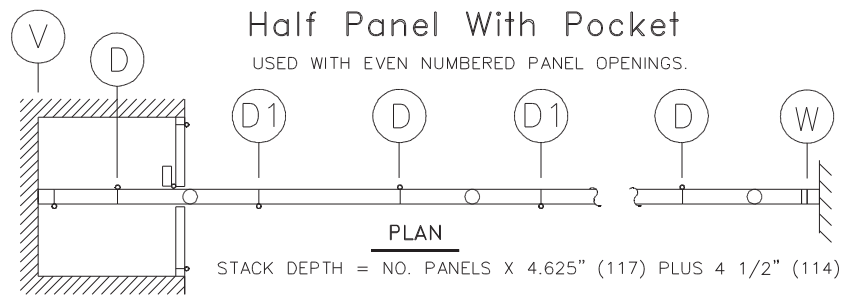 Half Panel With Pocket
USED WITH EVEN NUMBERED PANEL OPENINGS.
V
D
D1
D
D1
D
W
PLAN
STACK DEPTH = NO. PANELS X 4.625" (117) PLUS 4 1/2" (114)